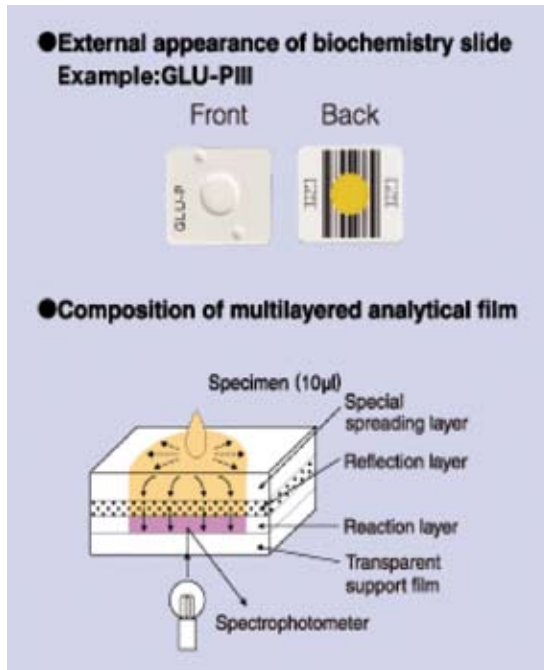 ●External appearance of biochemistry slide
Example:GLU-PIII
Front
Back
GLU-P
●Composition of multilayered analytical film
Specimen (10µl)
Special
spreading layer
Reflection layer
Reaction layer
Transparent
support film
Spectrophotometer